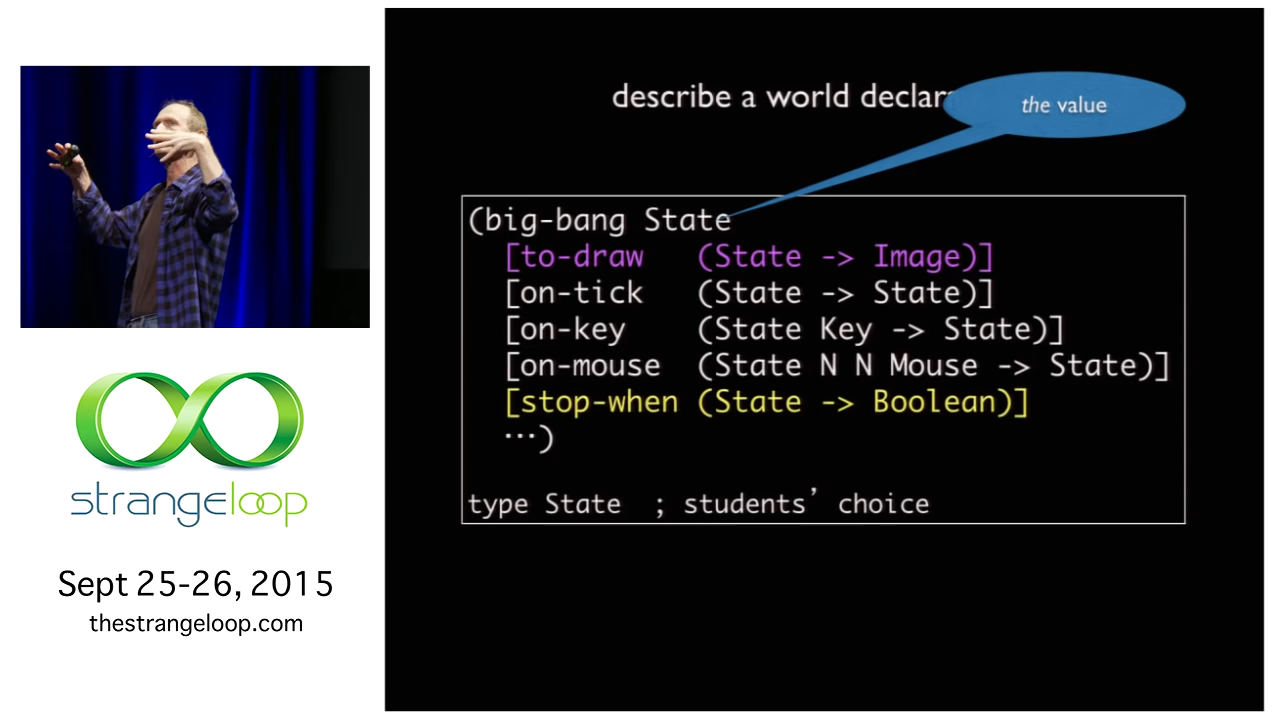 strangeloop
Sept 25-26, 2015
thestrangeloop.com
describe a world
the value
(big-bang State
[to-draw (State -> Image)]
[on-tick (State -> State)]
[on-key (State Key -> State)]
[on-mouse (State N N Mouse -> State)]
[stop-when (State -> Boolean)]
...)
type State ; students’ choice